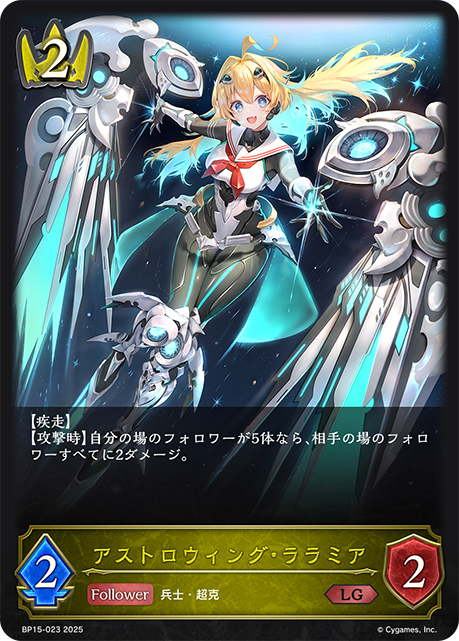 2
【疾走】
【攻撃時】自分の場のフォロワーが5体なら、相手の場のフォロ
ワーすべてに2ダメージ。
アストロウィング・ララミア
2
Follower 兵士・超克 LG
2
BP15-023 2025 © Cygames, Inc.